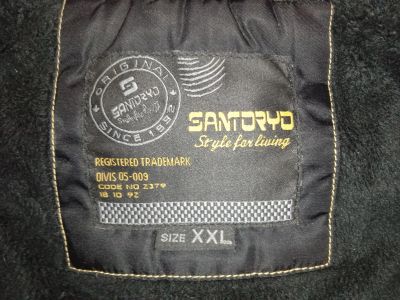 ORIGINAL
SANTORYO
SINCE 1892
SANTORYO
Style for living
REGISTERED TRADEMARK
DIVIS 05-009
CODE NO 2379
18 10 92
SIZE XXL